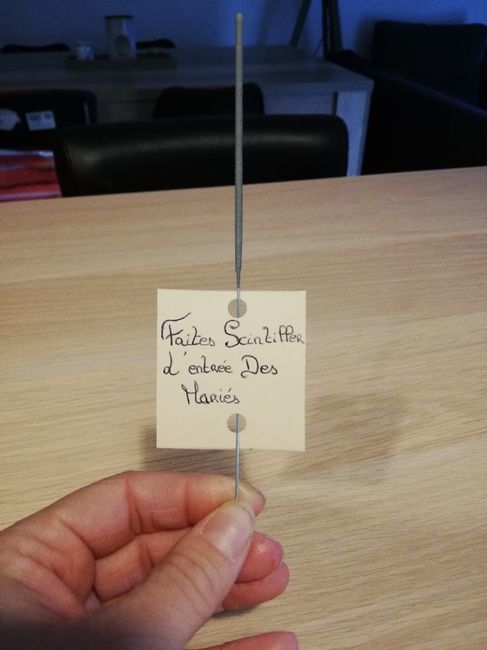 Faites Scintiller
L'entrée Des
Mariés